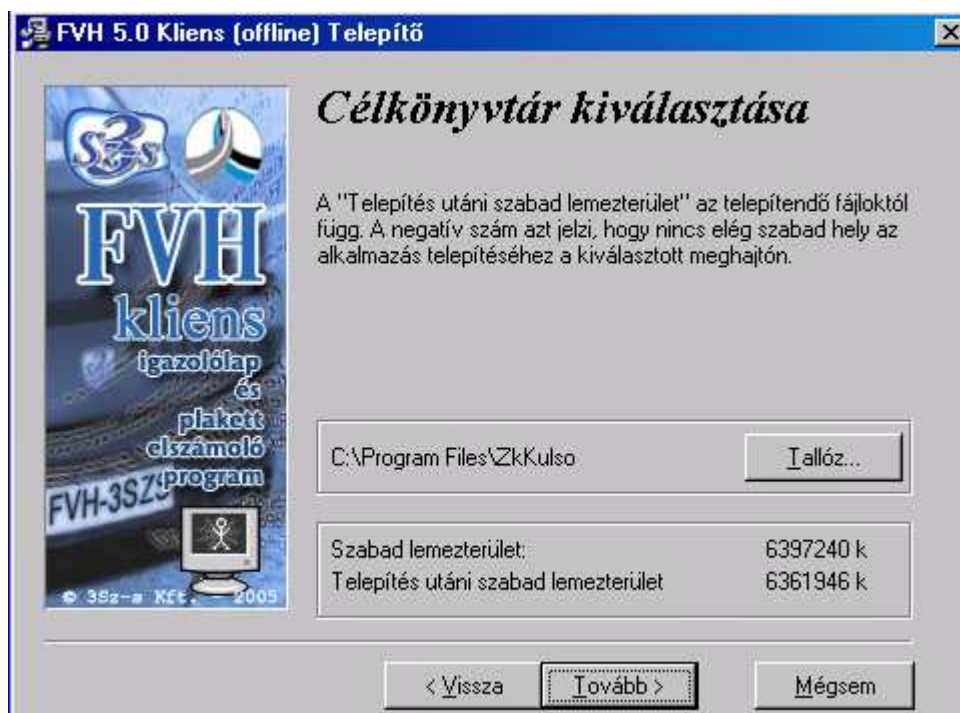 FVH 5.0 Kliens (offline) Telepítő
Célkönyvtár kiválasztása
A "Telepítés utáni szabad lemezterület" az telepítendő fájloktól
függ. A negatív szám azt jelzi, hogy nincs elég szabad hely az
alkalmazás telepítéséhez a kiválasztott meghajtón.
S3s
FVH
kliens
igazolólap
és
plakett
elszámoló
program
FVH-3SZS
© 3Sz-s Kft. - 2005
C:\Program Files\ZkKulso
Tallóz...
Szabad lemezterület: 6397240 k
Telepítés utáni szabad lemezterület 6361946 k
< Vissza
Tovább >
Mégsem